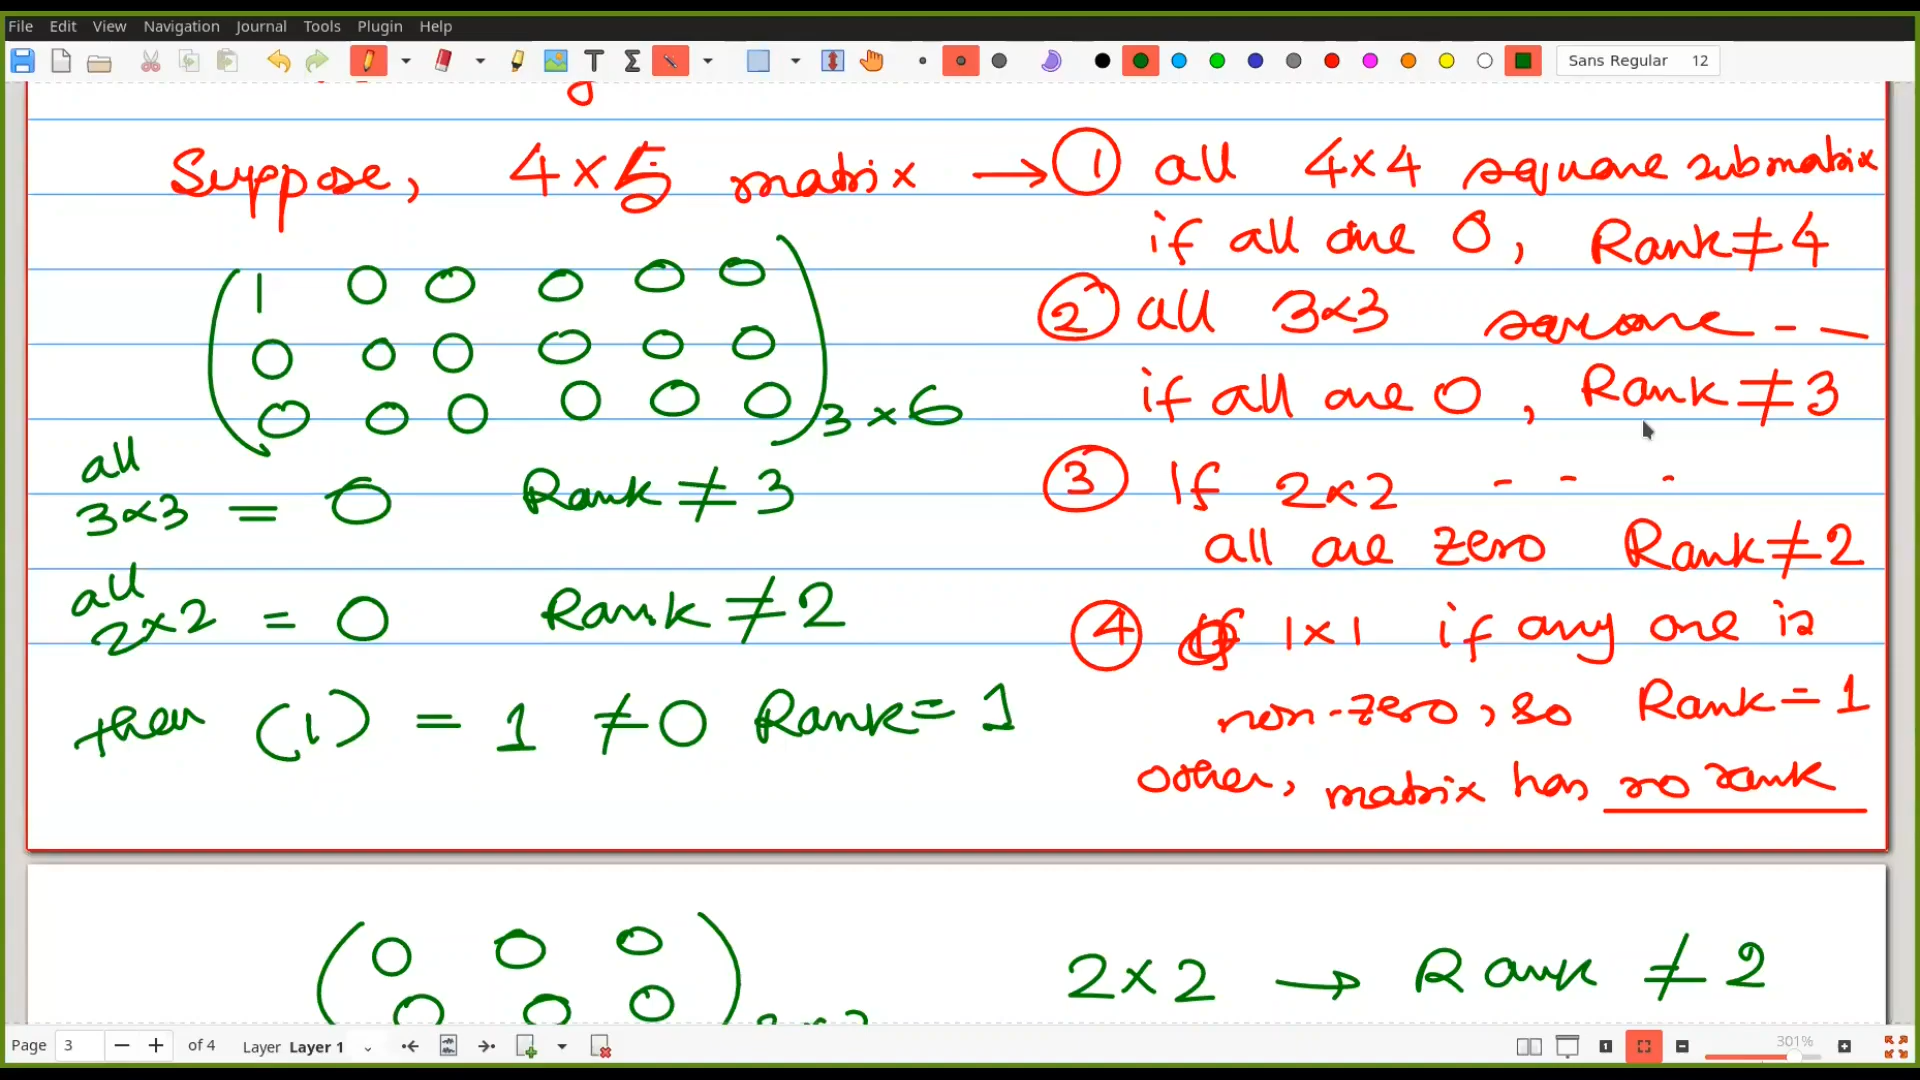 File Edit View Navigation Journal Tools Plugin Help
Sans Regular 12
Suppose, 4×5 matrix → ① all 4×4 square submatrix
if all are 0, Rank ≠ 4
② all 3×3 square - -
if all are 0, Rank ≠ 3
③ If 2×2 - - -
all are zero Rank ≠ 2
④ If 1×1 if any one is
non-zero, so Rank = 1
other, matrix has no rank
1 0 0 0 0 0
0 0 0 0 0 0
0 0 0 0 0 0 3×6
all 3×3 = 0 Rank ≠ 3
all 2×2 = 0 Rank ≠ 2
then (1) = 1 ≠ 0 Rank = 1
0 0 0
0 0 0
2×2 → Rank ≠ 2
Page 3 of 4 Layer Layer 1 301%